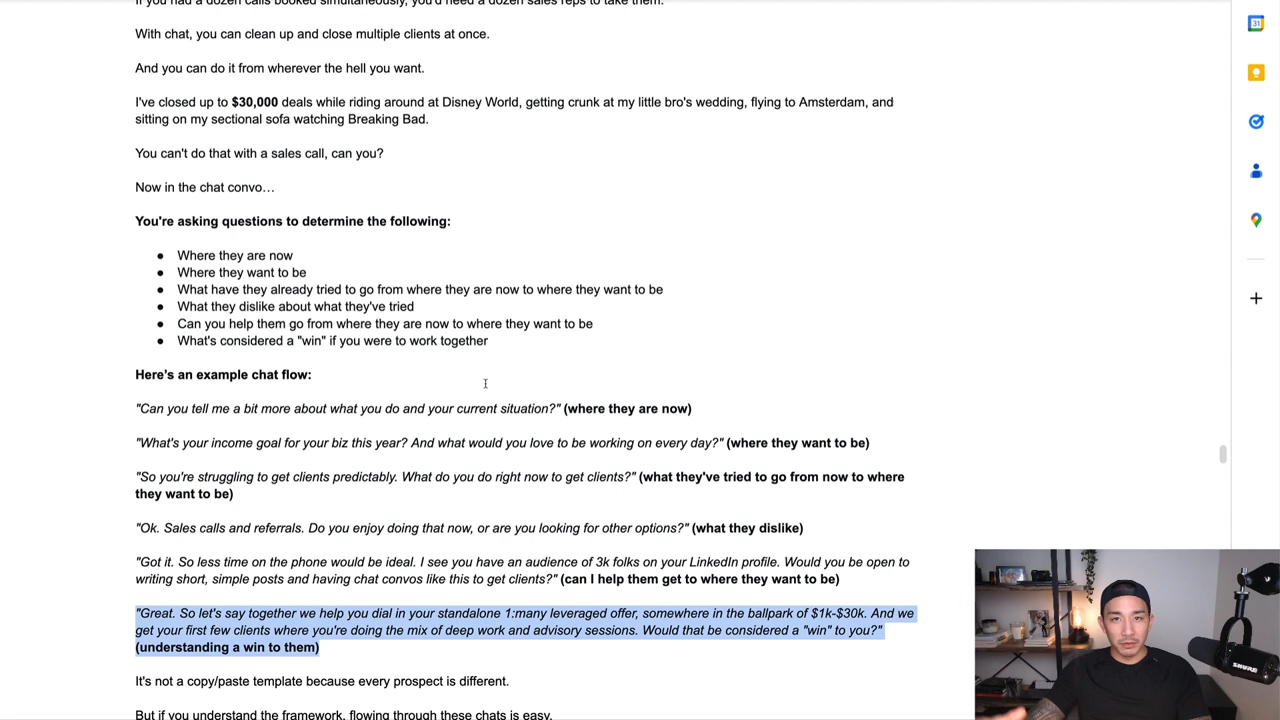 If you had a dozen calls booked simultaneously, you'd need a dozen sales reps to take them.
With chat, you can clean up and close multiple clients at once.
And you can do it from wherever the hell you want.
I've closed up to $30,000 deals while riding around at Disney World, getting crunk at my little bro's wedding, flying to Amsterdam, and
sitting on my sectional sofa watching Breaking Bad.
You can't do that with a sales call, can you?
Now in the chat convo…
You're asking questions to determine the following:
● Where they are now
● Where they want to be
● What have they already tried to go from where they are now to where they want to be
● What they dislike about what they've tried
● Can you help them go from where they are now to where they want to be
● What's considered a "win" if you were to work together
Here's an example chat flow:
"Can you tell me a bit more about what you do and your current situation?" (where they are now)
"What's your income goal for your biz this year? And what would you love to be working on every day?" (where they want to be)
"So you're struggling to get clients predictably. What do you do right now to get clients?" (what they've tried to go from now to where
they want to be)
"Ok. Sales calls and referrals. Do you enjoy doing that now, or are you looking for other options?" (what they dislike)
"Got it. So less time on the phone would be ideal. I see you have an audience of 3k folks on your LinkedIn profile. Would you be open to
writing short, simple posts and having chat convos like this to get clients?" (can I help them get to where they want to be)
"Great. So let's say together we help you dial in your standalone 1:many leveraged offer, somewhere in the ballpark of $1k-$30k. And we
get your first few clients where you're doing the mix of deep work and advisory sessions. Would that be considered a "win" to you?"
(understanding a win to them)
It's not a copy/paste template because every prospect is different.
But if you understand the framework, flowing through these chats is easy.
31
SHURE